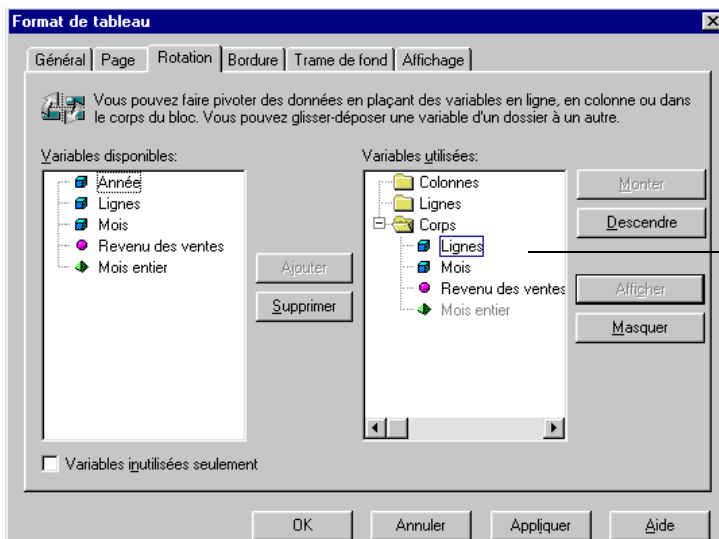 Format de tableau
Général Page Rotation Bordure Trame de fond Affichage
Vous pouvez faire pivoter des données en plaçant des variables en ligne, en colonne ou dans
le corps du bloc. Vous pouvez glisser-déposer une variable d'un dossier à un autre.
Variables disponibles:
Année
Lignes
Mois
Revenu des ventes
Mois entier
Ajouter
Supprimer
Variables utilisées:
Colonnes
Lignes
Corps
Lignes
Mois
Revenu des ventes
Mois entier
Monter
Descendre
Afficher
Masquer
Variables inutilisées seulement
OK Annuler Appliquer Aide